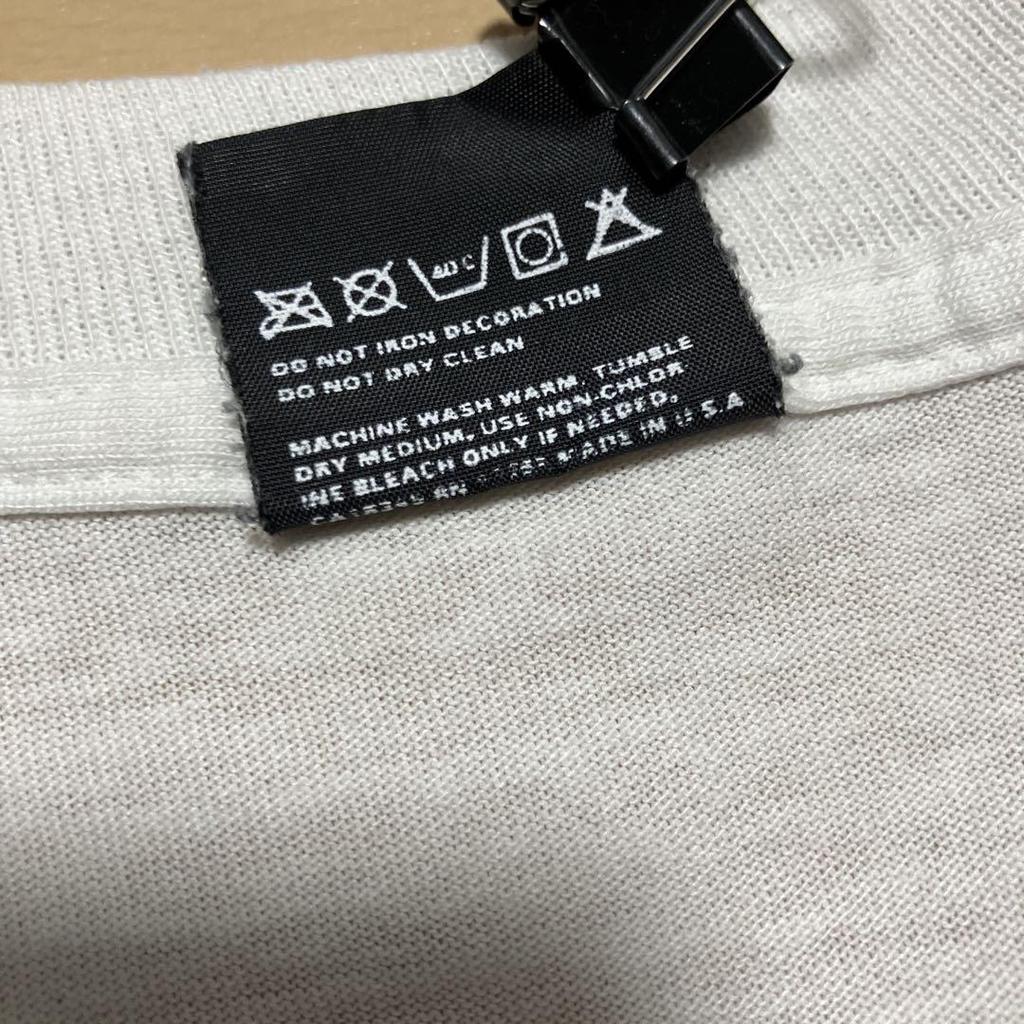 40 C
DO NOT IRON DECORATION
DO NOT DRY CLEAN
MACHINE WASH WARM, TUMBLE
DRY MEDIUM, USE NON-CHLOR
INE BLEACH ONLY IF NEEDED.
MADE IN U.S.A